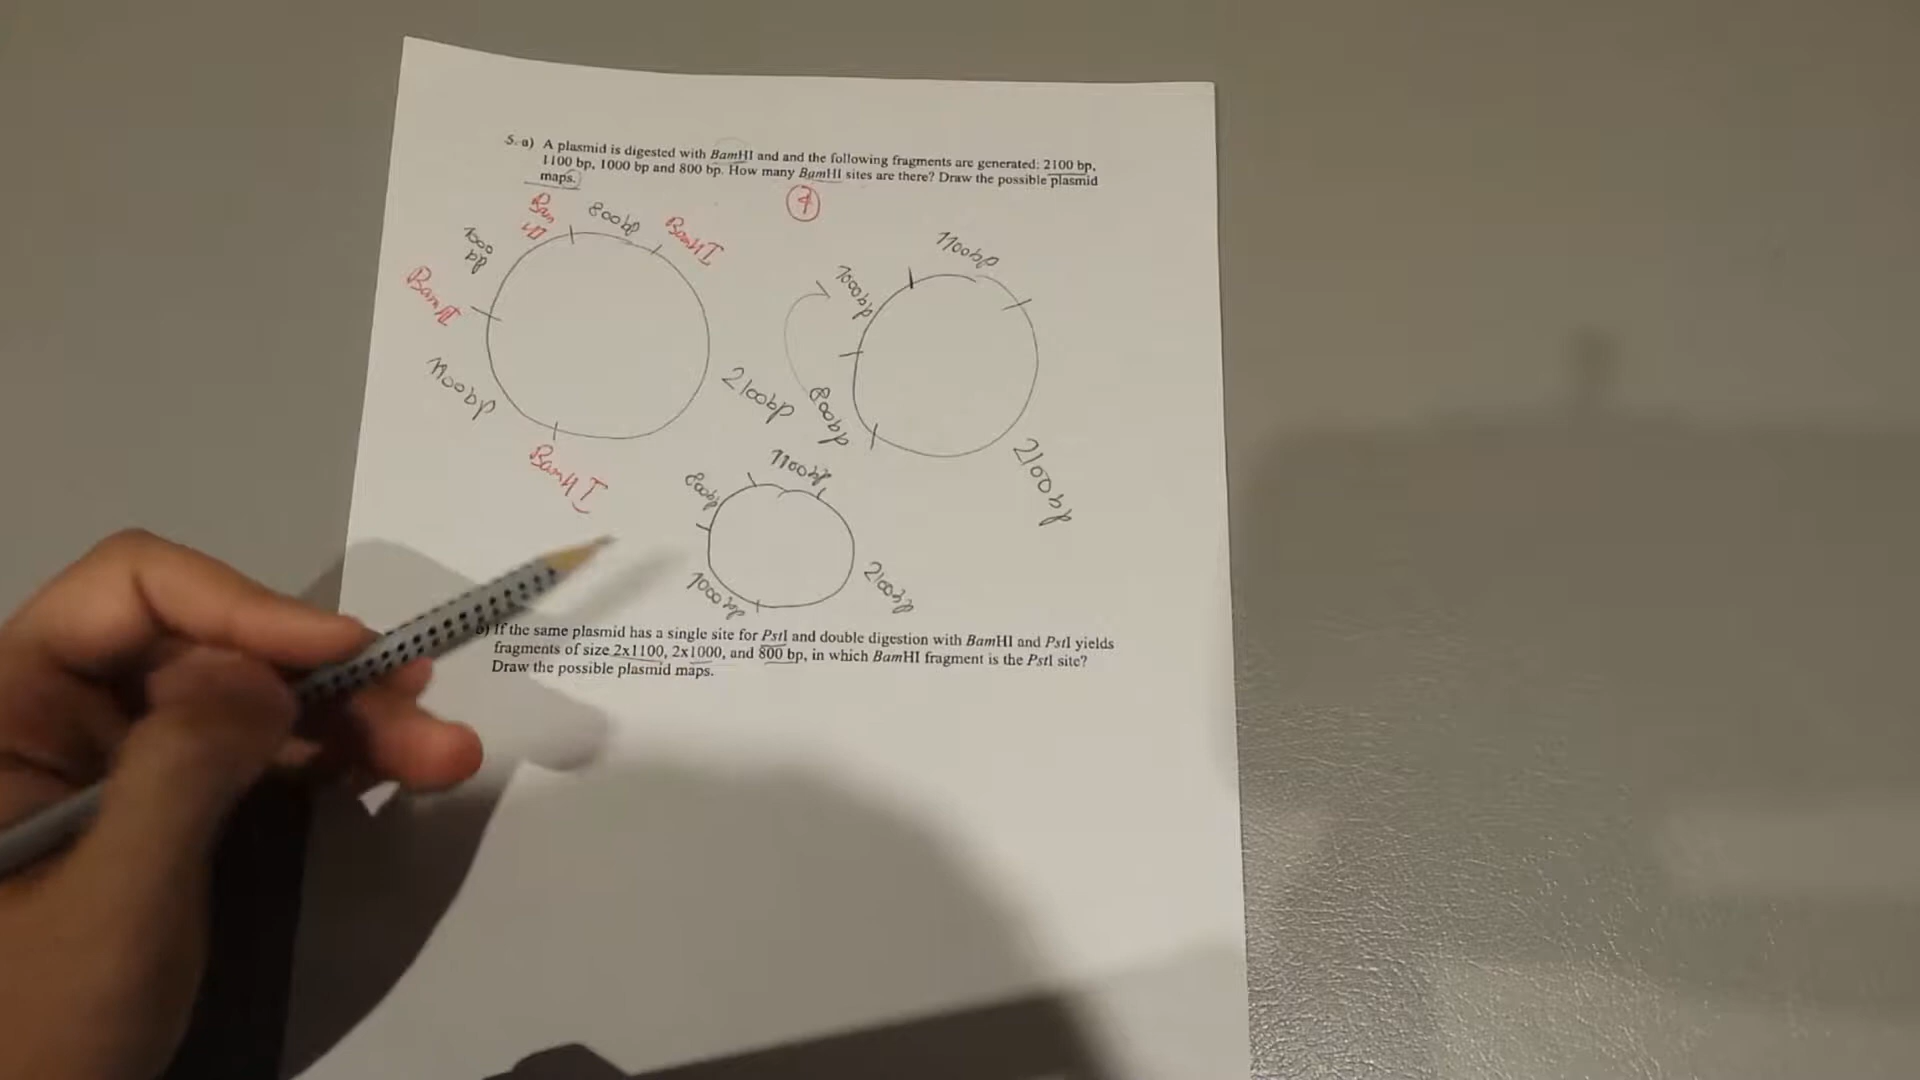 5. a) A plasmid is digested with BamHI and and the following fragments are generated: 2100 bp,
1100 bp, 1000 bp and 800 bp. How many BamHI sites are there? Draw the possible plasmid
maps.
4
Bam
HI
800bp
BamHI
1000
bp
BamHI
1100bp
2100bp
BamHI
1100bp
1000bp
800bp
2100bp
1100bp
800bp
1000bp
2100bp
b) If the same plasmid has a single site for PstI and double digestion with BamHI and PstI yields
fragments of size 2x1100, 2x1000, and 800 bp, in which BamHI fragment is the PstI site?
Draw the possible plasmid maps.